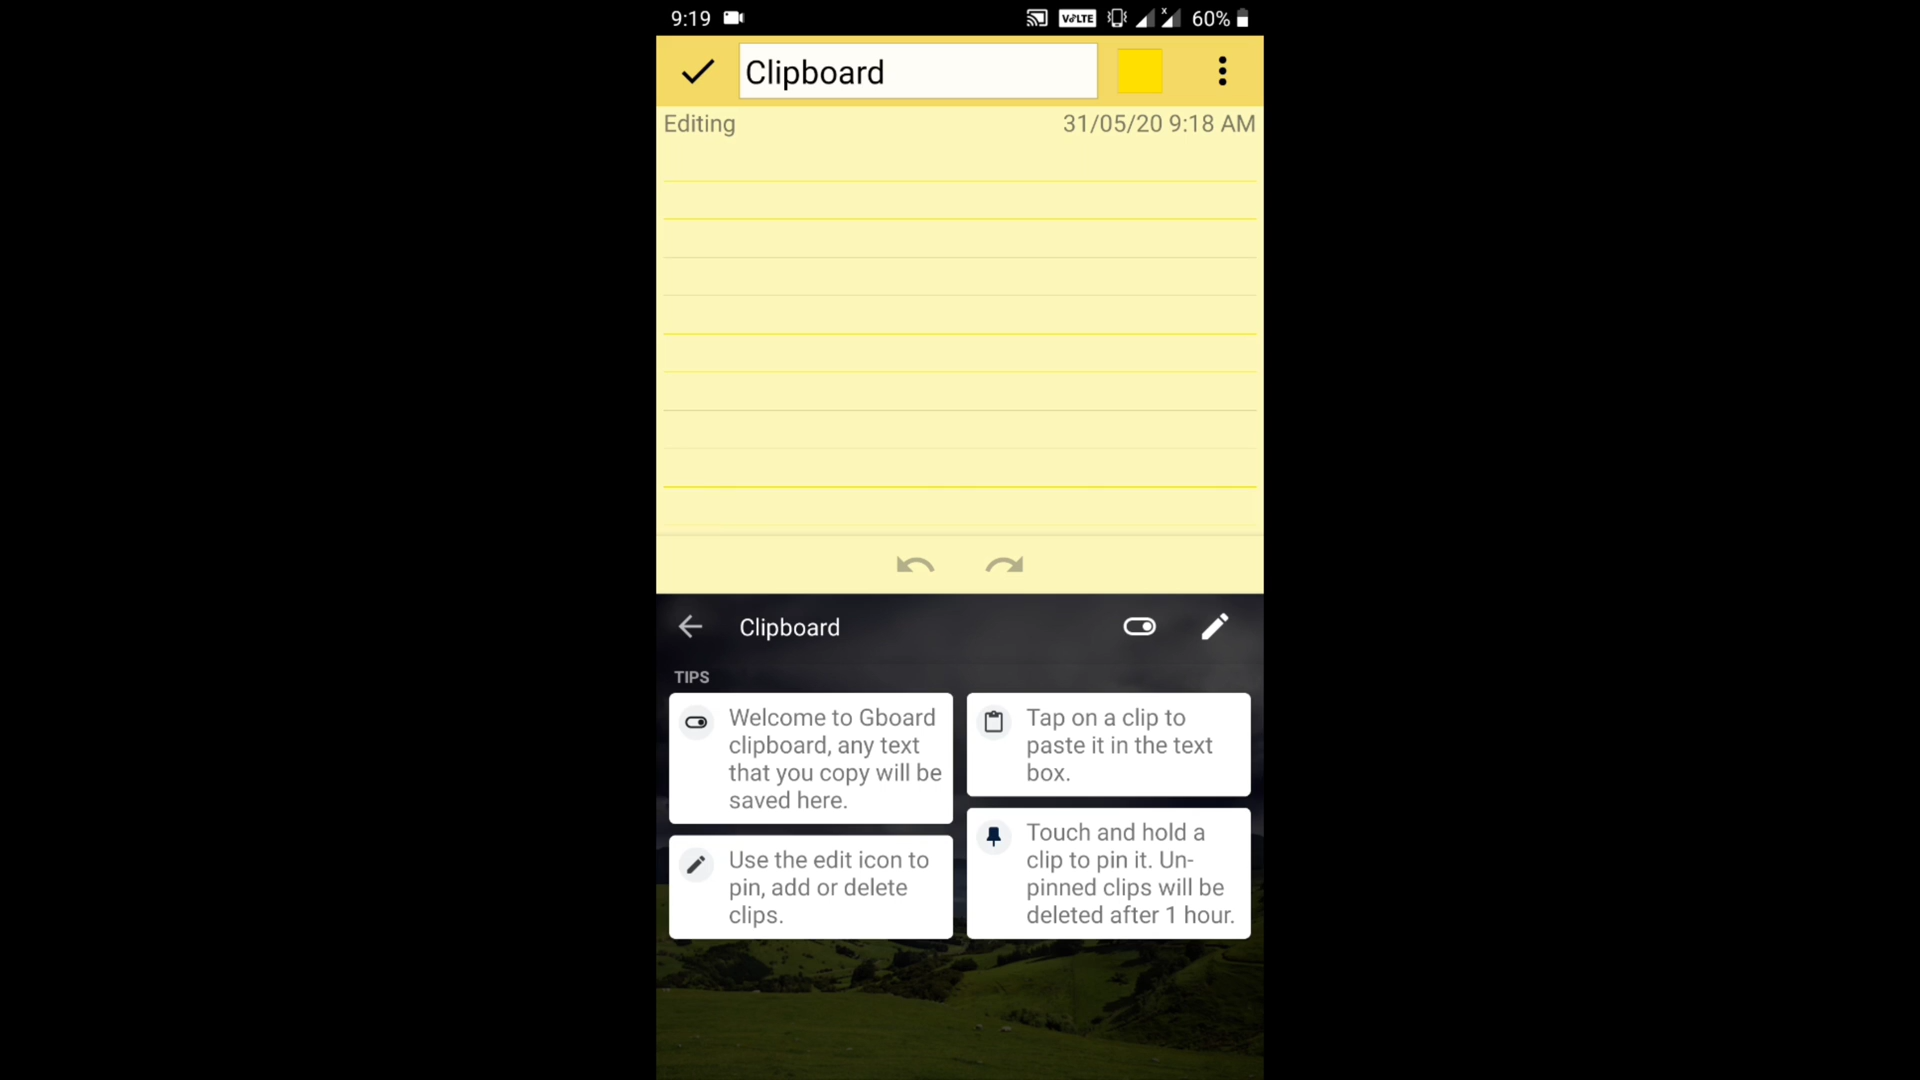 9:19 VoLTE x 60%
Clipboard
Editing 31/05/20 9:18 AM
Clipboard
TIPS
Welcome to Gboard
clipboard, any text
that you copy will be
saved here.
Tap on a clip to
paste it in the text
box.
Use the edit icon to
pin, add or delete
clips.
Touch and hold a
clip to pin it. Un-
pinned clips will be
deleted after 1 hour.